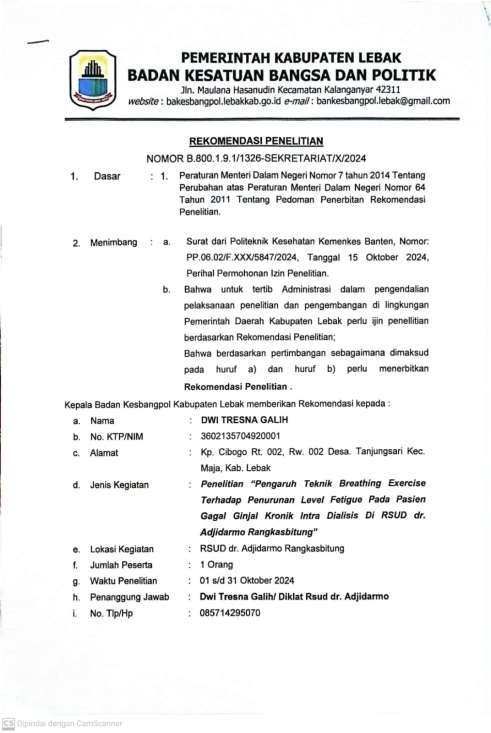 PEMERINTAH KABUPATEN LEBAK
BADAN KESATUAN BANGSA DAN POLITIK
Jln. Maulana Hasanudin Kecamatan Kalanganyar 42311
website : bakesbangpol.lebakkab.go.id e-mail : bankesbangpol.lebak@gmail.com
REKOMENDASI PENELITIAN
NOMOR B.800.1.9.1/1326-SEKRETARIAT/X/2024
1. Dasar : 1. Peraturan Menteri Dalam Negeri Nomor 7 tahun 2014 Tentang
Perubahan atas Peraturan Menteri Dalam Negeri Nomor 64
Tahun 2011 Tentang Pedoman Penerbitan Rekomendasi
Penelitian.
2. Menimbang : a. Surat dari Politeknik Kesehatan Kemenkes Banten, Nomor:
PP.06.02/F.XXX/5847/2024, Tanggal 15 Oktober 2024,
Perihal Permohonan Izin Penelitian.
b. Bahwa untuk tertib Administrasi dalam pengendalian
pelaksanaan penelitian dan pengembangan di lingkungan
Pemerintah Daerah Kabupaten Lebak perlu ijin penellitian
berdasarkan Rekomendasi Penelitian;
Bahwa berdasarkan pertimbangan sebagaimana dimaksud
pada huruf a) dan huruf b) perlu menerbitkan
Rekomendasi Penelitian .
Kepala Badan Kesbangpol Kabupaten Lebak memberikan Rekomendasi kepada :
a. Nama : DWI TRESNA GALIH
b. No. KTP/NIM : 3602135704920001
c. Alamat : Kp. Cibogo Rt. 002, Rw. 002 Desa. Tanjungsari Kec.
Maja, Kab. Lebak
d. Jenis Kegiatan : Penelitian "Pengaruh Teknik Breathing Exercise
Terhadap Penurunan Level Fetigue Pada Pasien
Gagal Ginjal Kronik Intra Dialisis Di RSUD dr.
Adjidarmo Rangkasbitung"
e. Lokasi Kegiatan : RSUD dr. Adjidarmo Rangkasbitung
f. Jumlah Peserta : 1 Orang
g. Waktu Penelitian : 01 s/d 31 Oktober 2024
h. Penanggung Jawab : Dwi Tresna Galih/ Diklat Rsud dr. Adjidarmo
i. No. Tlp/Hp : 085714295070
CS Dipindai dengan CamScanner